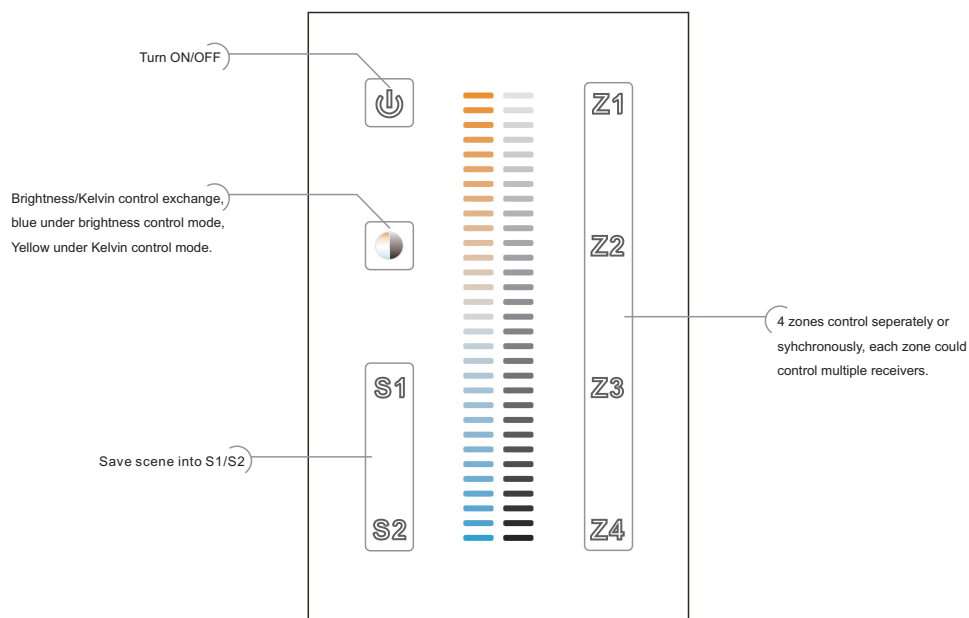 Turn ON/OFF
Brightness/Kelvin control exchange,
blue under brightness control mode,
Yellow under Kelvin control mode.
S1
Save scene into S1/S2
S2
Z1
Z2
4 zones control seperately or
syhchronously, each zone could
control multiple receivers.
Z3
Z4